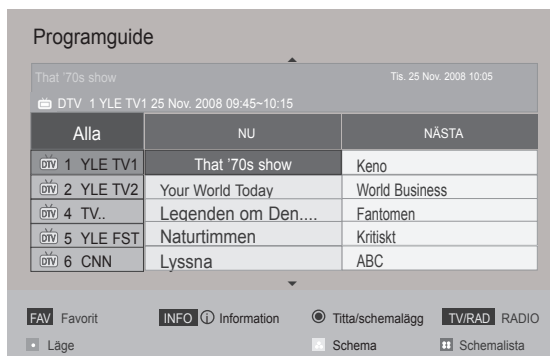 Programguide
That '70s show Tis. 25 Nov. 2008 10:05
DTV 1 YLE TV1 25 Nov. 2008 09:45~10:15
Alla NU NÄSTA
DTV 1 YLE TV1 That '70s show Keno
DTV 2 YLE TV2 Your World Today World Business
DTV 4 TV.. Legenden om Den.... Fantomen
DTV 5 YLE FST Naturtimmen Kritiskt
DTV 6 CNN Lyssna ABC
FAV Favorit INFO i Information Titta/schemalägg TV/RAD RADIO
Läge Schema Schemalista